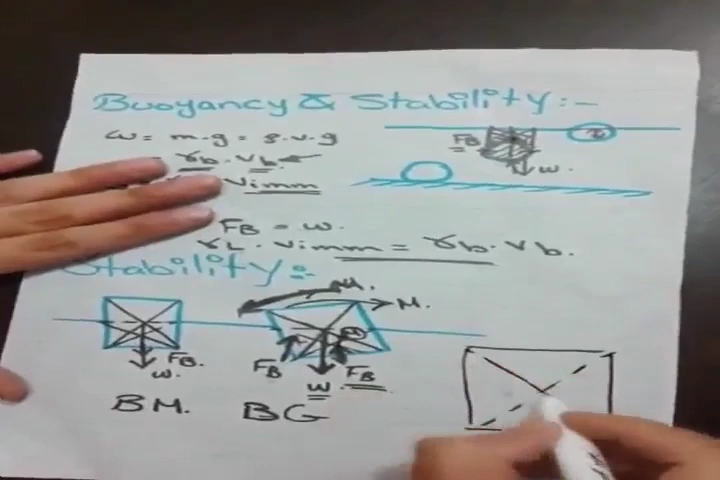 Buoyancy & Stability:-
w = m.g = ρ.v.g
γb.vb
vimm
FB = w.
γL.vimm = γb.vb.
FB
w.
Stability:-
M.
M.
FB.
w.
FB
w.
FB
BM.
BG